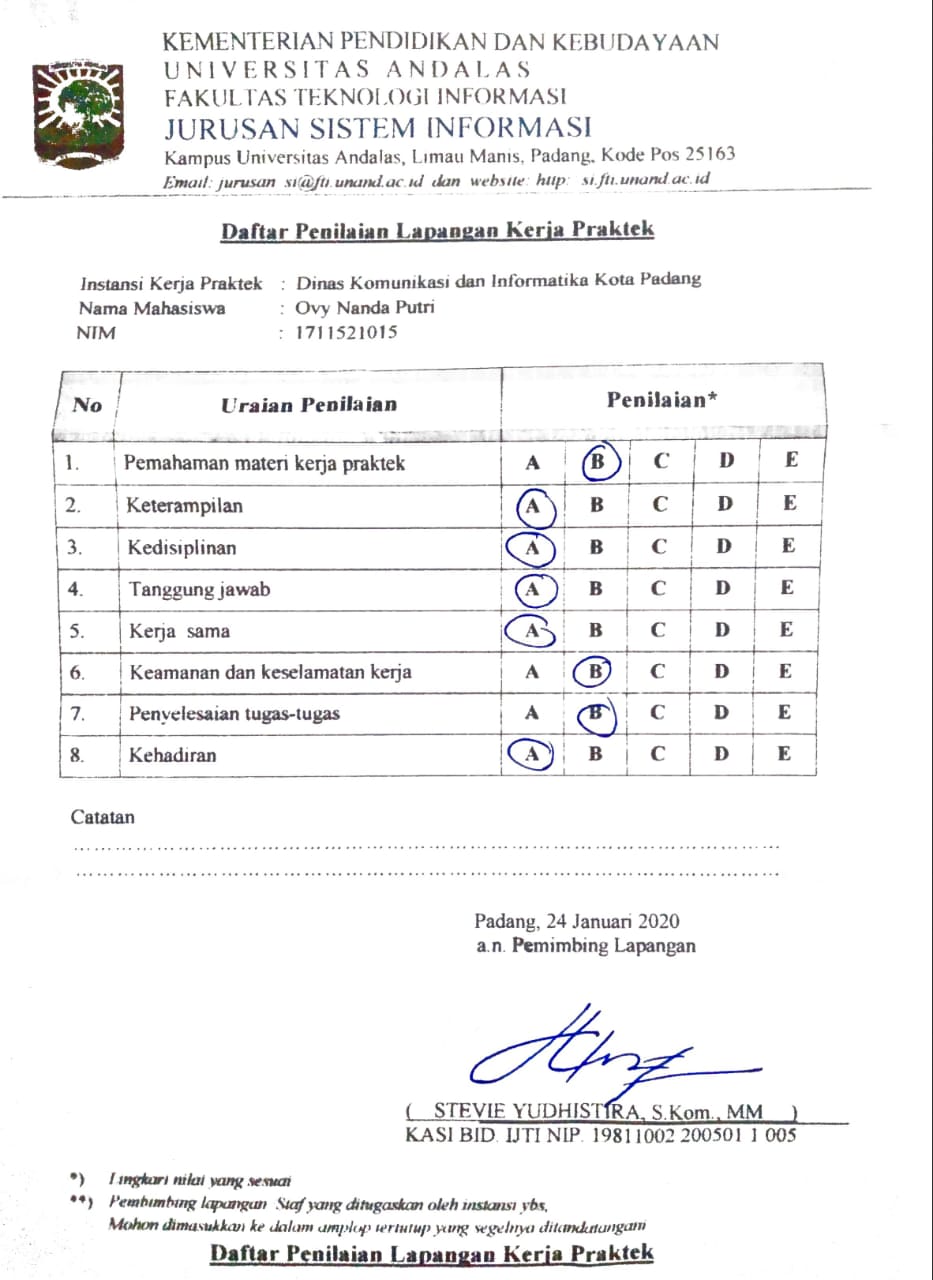 KEMENTERIAN PENDIDIKAN DAN KEBUDAYAAN
UNIVERSITAS ANDALAS
FAKULTAS TEKNOLOGI INFORMASI
JURUSAN SISTEM INFORMASI
Kampus Universitas Andalas, Limau Manis, Padang, Kode Pos 25163
Email: jurusan si@fti.unand.ac.id dan website: http: si.fti.unand.ac.id
Daftar Penilaian Lapangan Kerja Praktek
Instansi Kerja Praktek : Dinas Komunikasi dan Informatika Kota Padang
Nama Mahasiswa : Ovy Nanda Putri
NIM : 1711521015
No Uraian Penilaian Penilaian*
1. Pemahaman materi kerja praktek A B C D E
2. Keterampilan A B C D E
3. Kedisiplinan A B C D E
4. Tanggung jawab A B C D E
5. Kerja sama A B C D E
6. Keamanan dan keselamatan kerja A B C D E
7. Penyelesaian tugas-tugas A B C D E
8. Kehadiran A B C D E
Catatan
Padang, 24 Januari 2020
a.n. Pemimbing Lapangan
( STEVIE YUDHISTIRA, S.Kom., MM )
KASI BID. IJTI NIP. 19811002 200501 1 005
*) Lingkari nilai yang sesuai
**) Pembimbing lapangan Staf yang ditugaskan oleh instansi ybs,
Mohon dimasukkan ke dalam amplop tertutup yang segelnya ditandatangani
Daftar Penilaian Lapangan Kerja Praktek